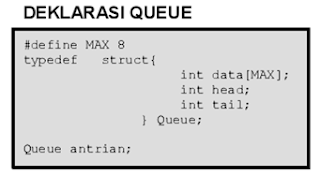 DEKLARASI QUEUE
#define MAX 8
typedef struct{
int data[MAX];
int head;
int tail;
} Queue;
Queue antrian;